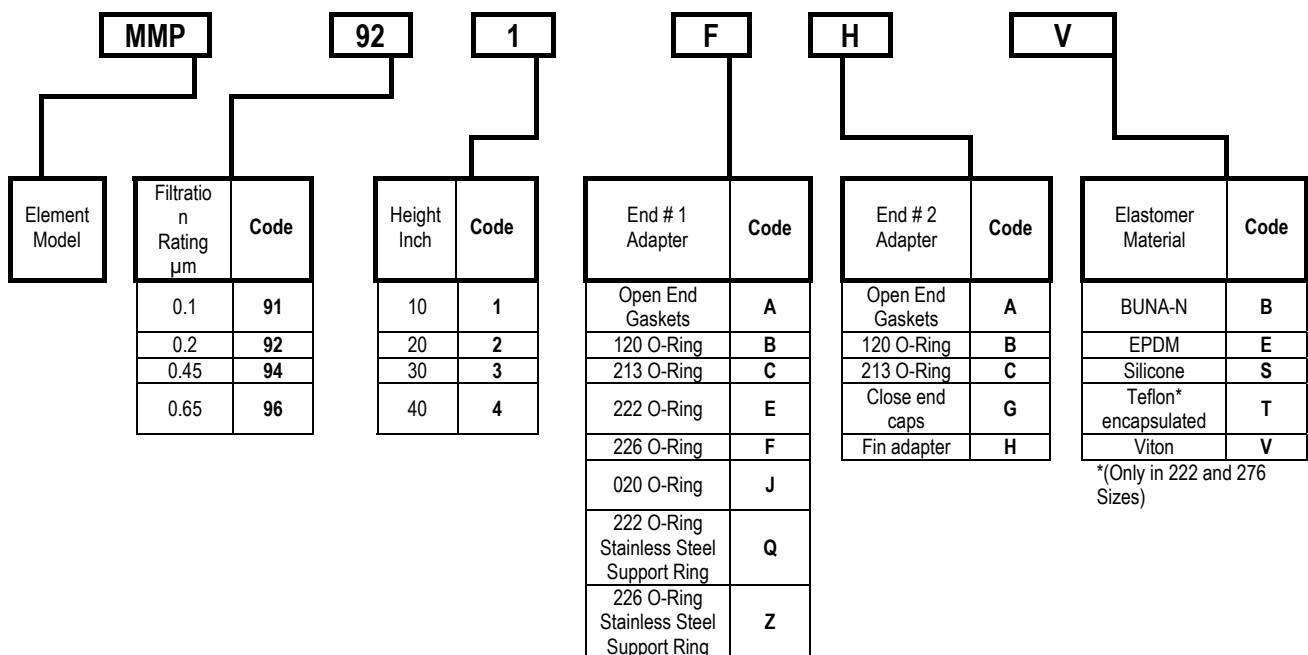 MMP 92 1 F H V
Element
Model
Filtratio
n
Rating
µm
Code
0.1 91
0.2 92
0.45 94
0.65 96
Height
Inch
Code
10 1
20 2
30 3
40 4
End # 1
Adapter
Code
Open End
Gaskets
A
120 O-Ring B
213 O-Ring C
222 O-Ring E
226 O-Ring F
020 O-Ring J
222 O-Ring
Stainless Steel
Support Ring
Q
226 O-Ring
Stainless Steel
Support Ring
Z
End # 2
Adapter
Code
Open End
Gaskets
A
120 O-Ring B
213 O-Ring C
Close end
caps
G
Fin adapter H
Elastomer
Material
Code
BUNA-N B
EPDM E
Silicone S
Teflon*
encapsulated
T
Viton V
*(Only in 222 and 276
Sizes)